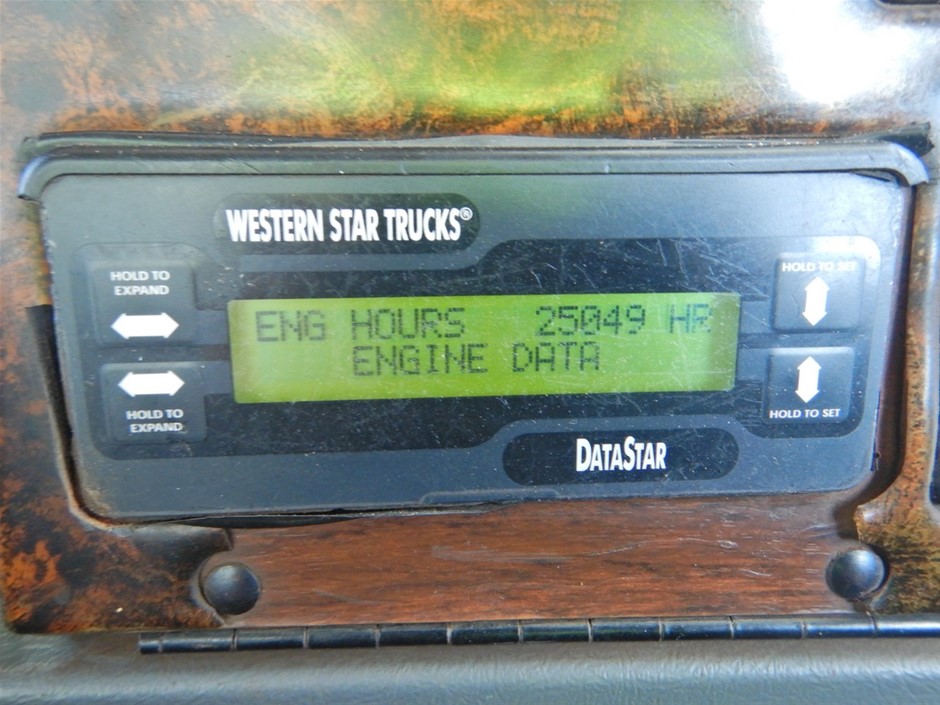 WESTERN STAR TRUCKS®
HOLD TO
EXPAND
HOLD TO SET
ENG HOURS 25049 HR
ENGINE DATA
HOLD TO
EXPAND
HOLD TO SET
DATASTAR